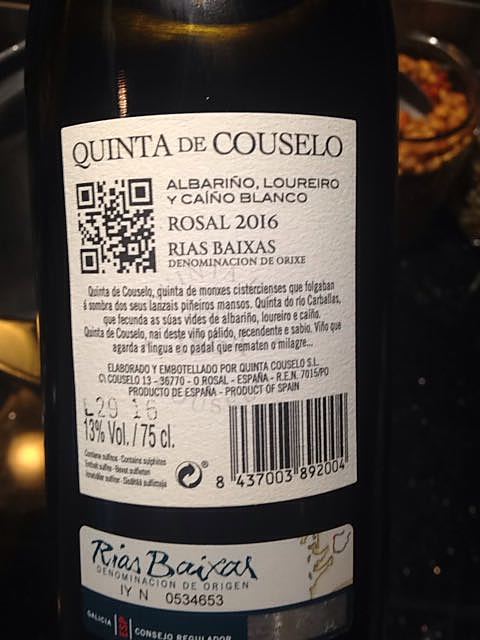 QUINTA DE COUSELO
ALBARIÑO, LOUREIRO
Y CAÍÑO BLANCO
ROSAL 2016
RIAS BAIXAS
DENOMINACION DE ORIXE
Quinta de Couselo, quinta de monxes cistercienses que folgaban
á sombra dos seus lanzais piñeiros mansos. Quinta do río Carballas,
que fecunda as súas vides de albariño, loureiro e caíño.
Quinta de Couselo, nai deste viño pálido, recendente e sabio. Viño que
agarda a lingua e o padal que rematen o milagre...
ELABORADO Y EMBOTELLADO POR QUINTA COUSELO S.L.
C\ COUSELO 13 - 36770 - O ROSAL - ESPAÑA - R.E.N. 7015/PO
PRODUCTO DE ESPAÑA - PRODUCT OF SPAIN
L29 16
13% Vol. / 75 cl.
Contiene sulfitos - Contains sulphites
8 437003 892004
Rías Baixas
DENOMINACION DE ORIGEN
IY N 0534653
GALICIA ESP CONSEJO REGULADOR